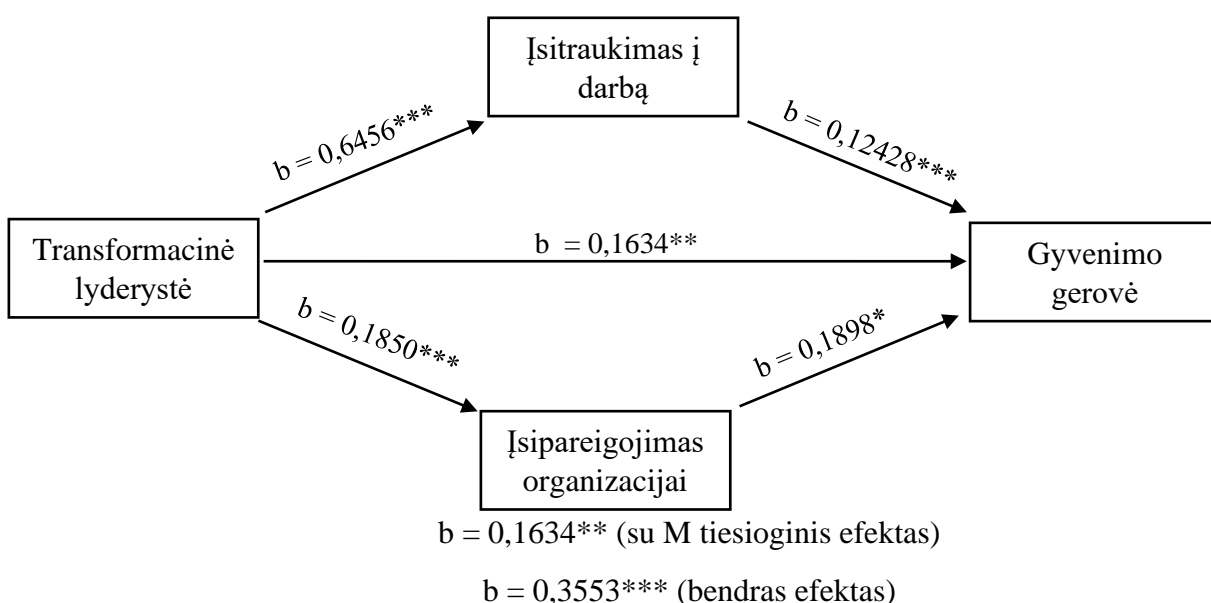 Įsitraukimas į
darbą
b = 0,6456***
b = 0,12428***
Transformacinė
lyderystė
b = 0,1634**
Gyvenimo
gerovė
b = 0,1850***
b = 0,1898*
Įsipareigojimas
organizacijai
b = 0,1634** (su M tiesioginis efektas)
b = 0,3553*** (bendras efektas)